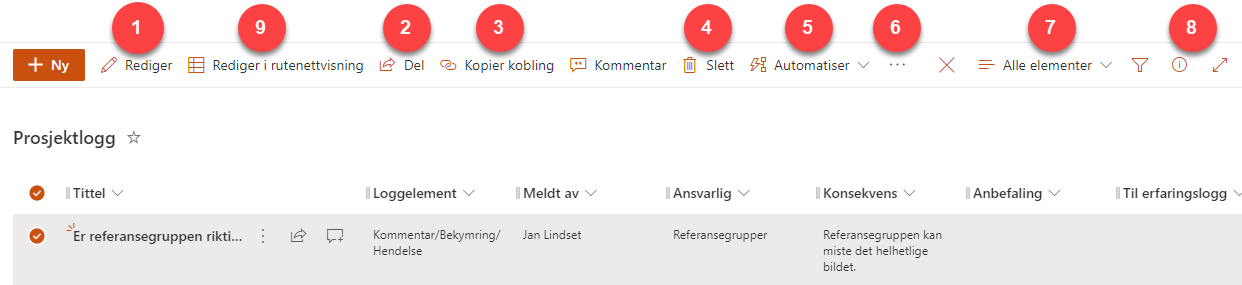 1 9 2 3 4 5 6 7 8
+ Ny Rediger Rediger i rutenettvisning Del Kopier kobling Kommentar Slett Automatiser ... Alle elementer
Prosjektlogg
Tittel Loggelement Meldt av Ansvarlig Konsekvens Anbefaling Til erfaringslogg
Er referansegruppen rikti... Kommentar/Bekymring/ Jan Lindset Referansegrupper Referansegruppen kan
Hendelse miste det helhetlige
bildet.